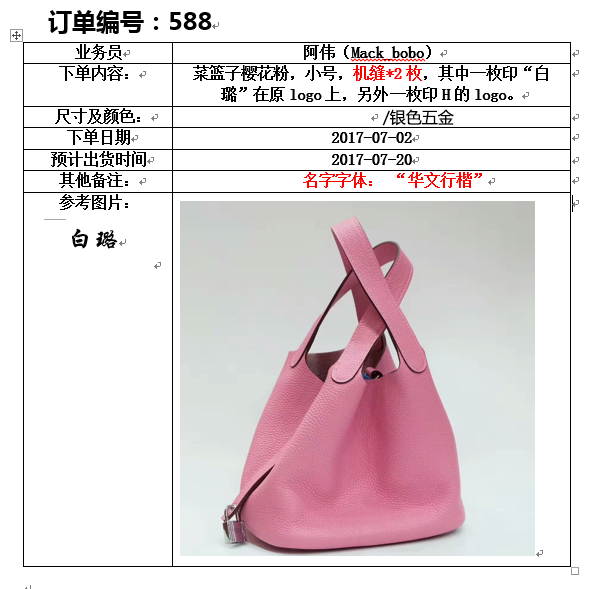 订单编号：588
业务员 阿伟（Mack_bobo）
下单内容： 菜篮子樱花粉，小号，机缝*2枚，其中一枚印“白
璐”在原logo上，另外一枚印H的logo。
尺寸及颜色： /银色五金
下单日期 2017-07-02
预计出货时间 2017-07-20
其他备注： 名字字体： “华文行楷”
参考图片：
白璐